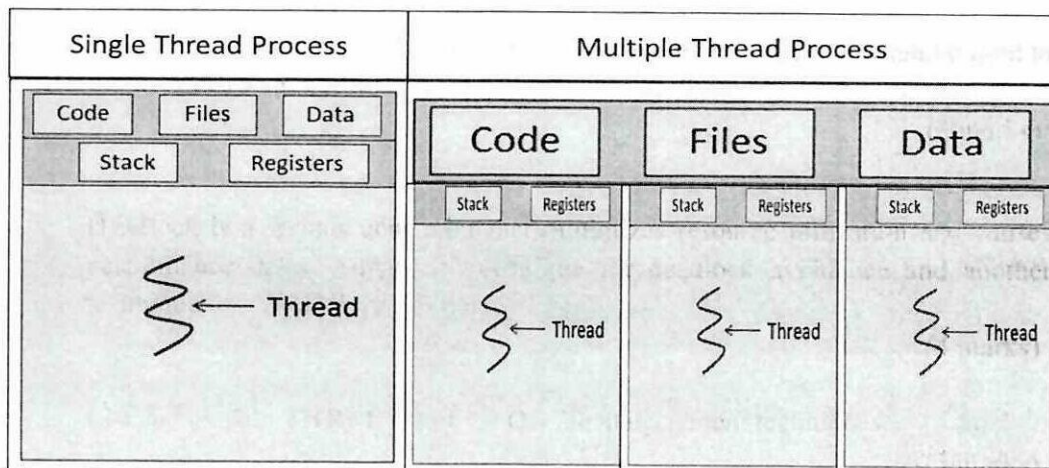 Single Thread Process
Multiple Thread Process
Code Files Data
Stack Registers
Thread
Code Files Data
Stack Registers Stack Registers Stack Registers
Thread Thread Thread